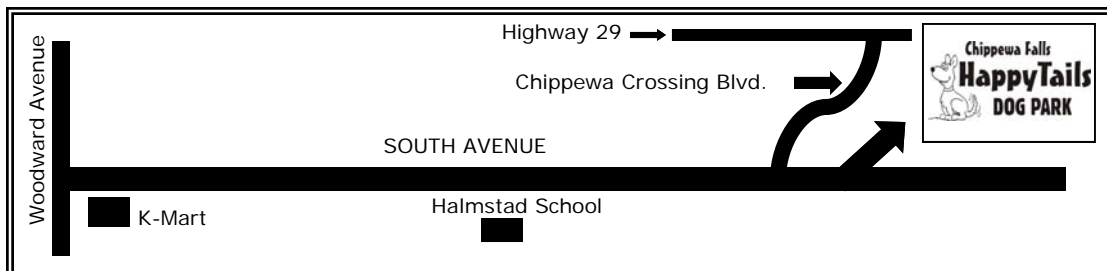 Highway 29
Chippewa Falls
HappyTails
DOG PARK
Woodward Avenue
Chippewa Crossing Blvd.
SOUTH AVENUE
K-Mart
Halmstad School